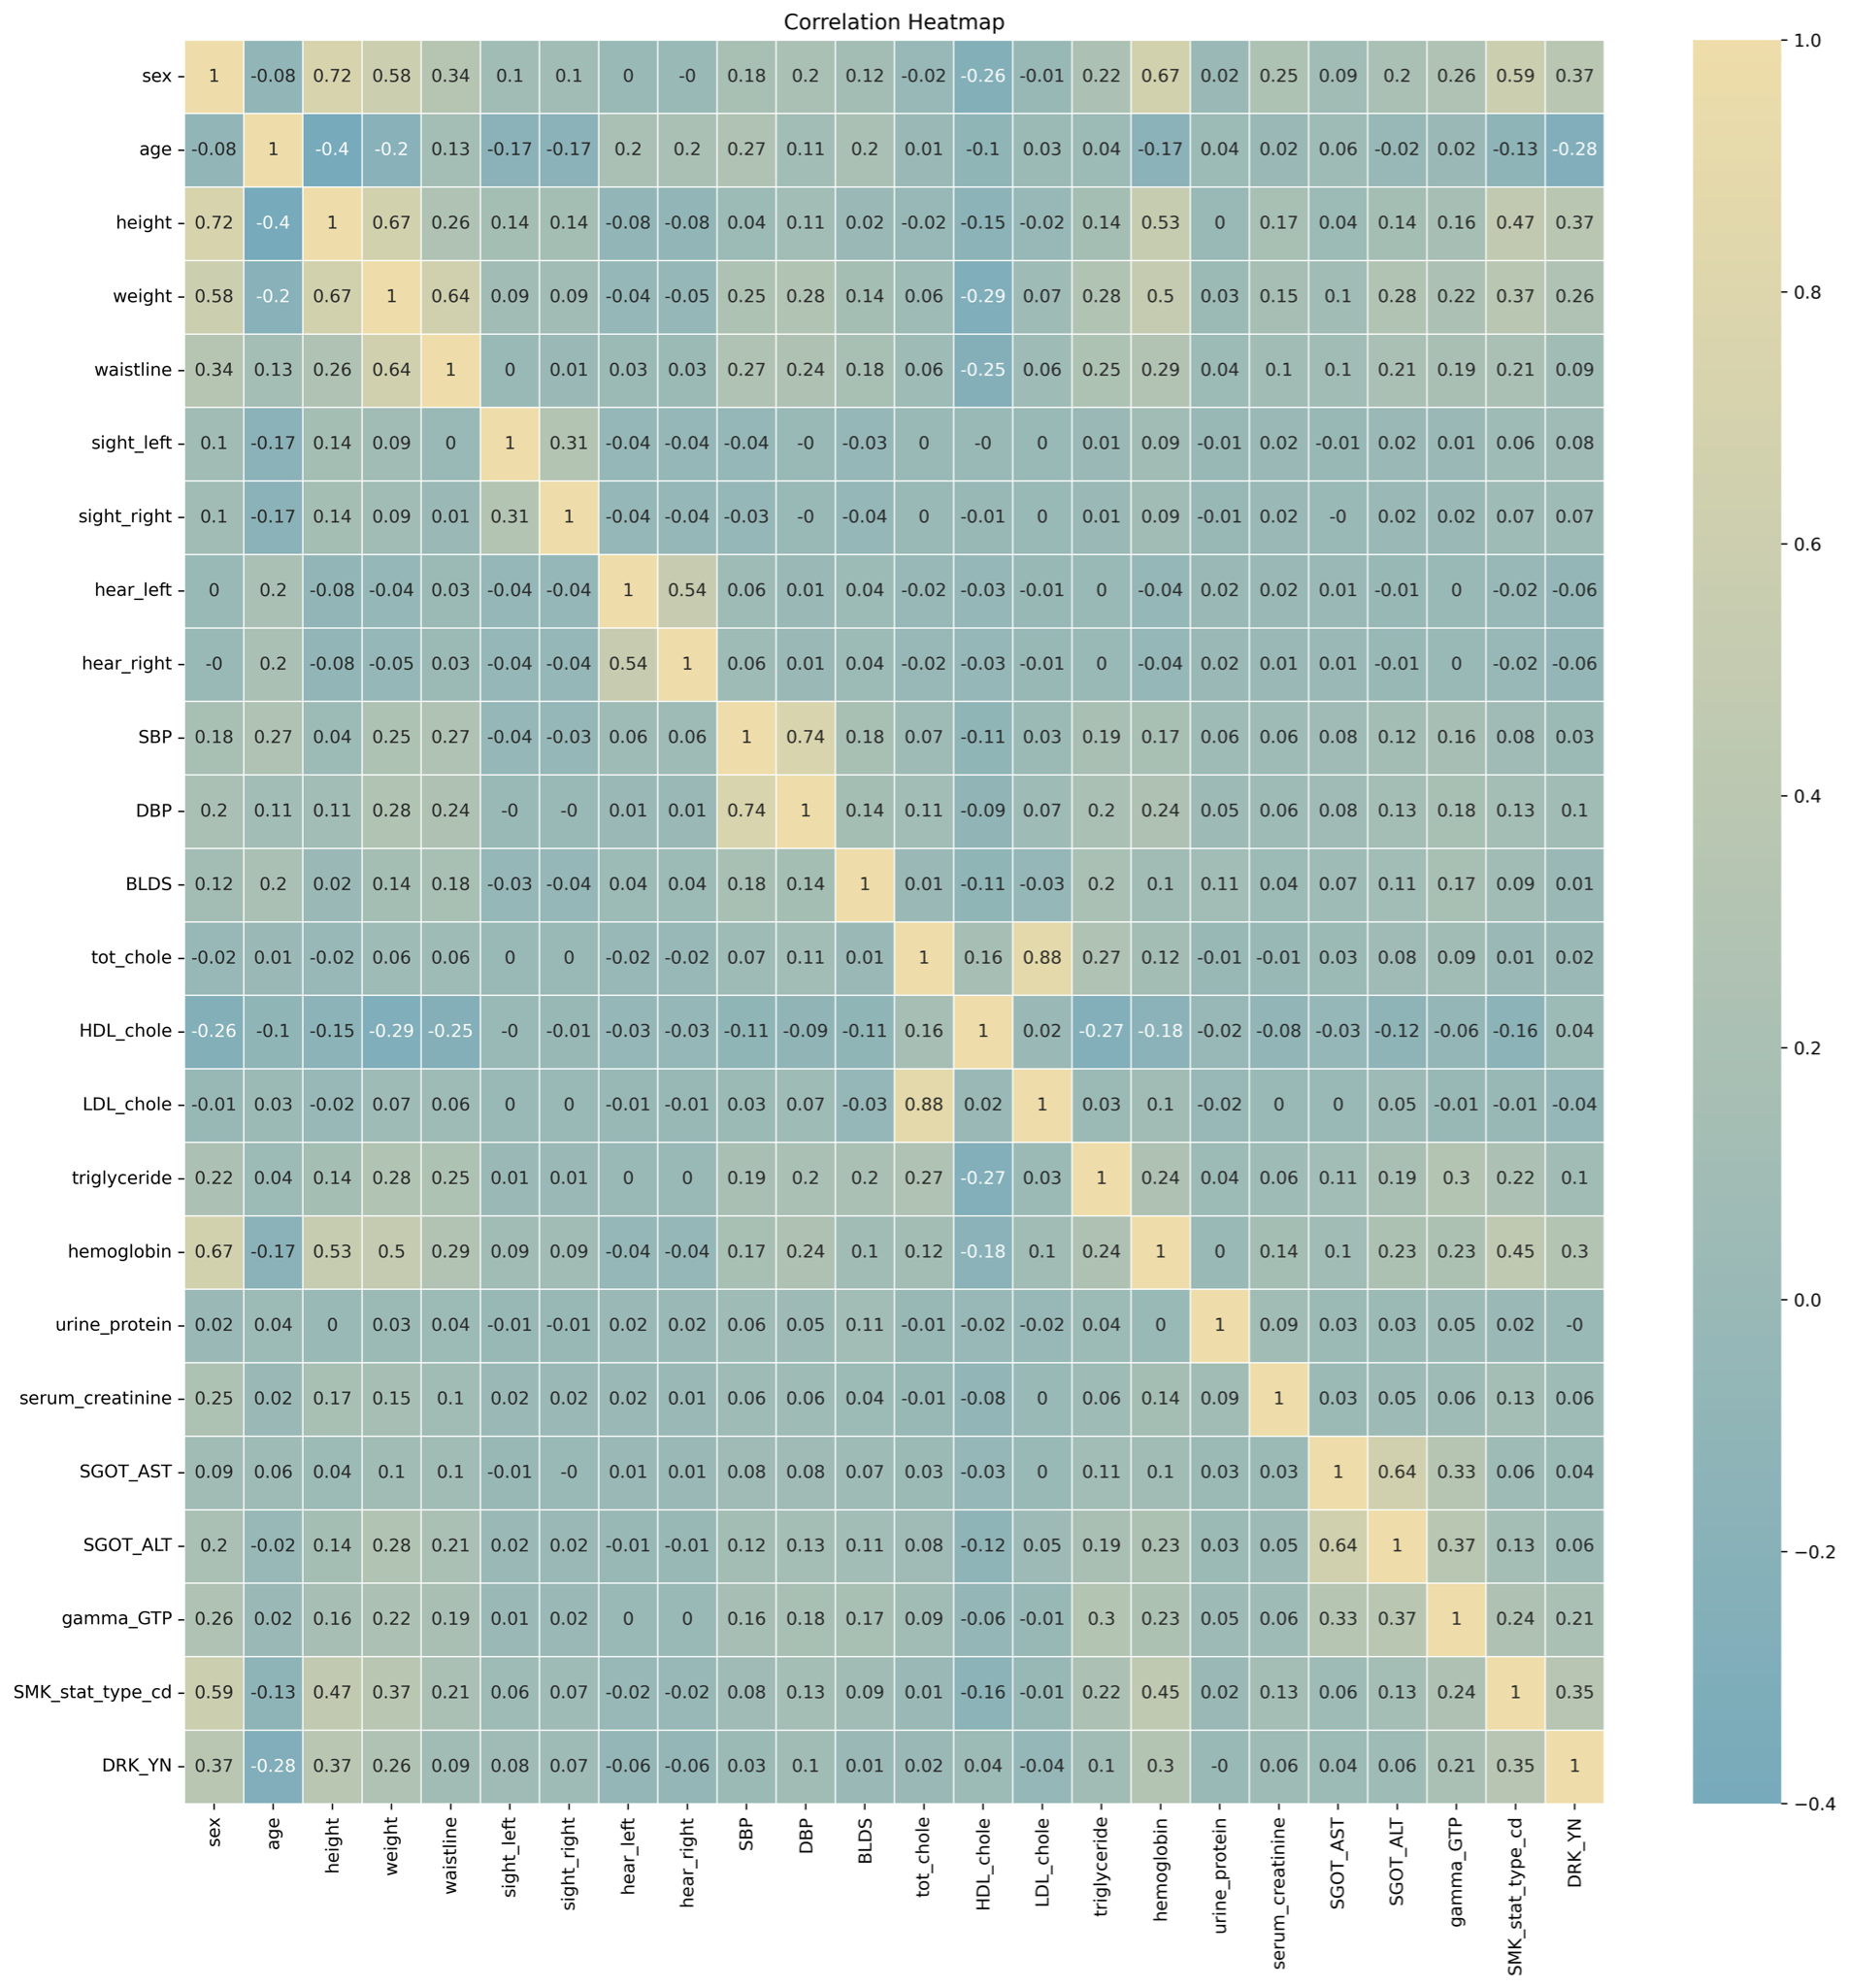 Correlation Heatmap
sex 1 -0.08 0.72 0.58 0.34 0.1 0.1 0 -0 0.18 0.2 0.12 -0.02 -0.26 -0.01 0.22 0.67 0.02 0.25 0.09 0.2 0.26 0.59 0.37
age -0.08 1 -0.4 -0.2 0.13 -0.17 -0.17 0.2 0.2 0.27 0.11 0.2 0.01 -0.1 0.03 0.04 -0.17 0.04 0.02 0.06 -0.02 0.02 -0.13 -0.28
height 0.72 -0.4 1 0.67 0.26 0.14 0.14 -0.08 -0.08 0.04 0.11 0.02 -0.02 -0.15 -0.02 0.14 0.53 0 0.17 0.04 0.14 0.16 0.47 0.37
weight 0.58 -0.2 0.67 1 0.64 0.09 0.09 -0.04 -0.05 0.25 0.28 0.14 0.06 -0.29 0.07 0.28 0.5 0.03 0.15 0.1 0.28 0.22 0.37 0.26
waistline 0.34 0.13 0.26 0.64 1 0 0.01 0.03 0.03 0.27 0.24 0.18 0.06 -0.25 0.06 0.25 0.29 0.04 0.1 0.1 0.21 0.19 0.21 0.09
sight_left 0.1 -0.17 0.14 0.09 0 1 0.31 -0.04 -0.04 -0.04 -0 -0.03 0 -0 0 0.01 0.09 -0.01 0.02 -0.01 0.02 0.01 0.06 0.08
sight_right 0.1 -0.17 0.14 0.09 0.01 0.31 1 -0.04 -0.04 -0.03 -0 -0.04 0 -0.01 0 0.01 0.09 -0.01 0.02 -0 0.02 0.02 0.07 0.07
hear_left 0 0.2 -0.08 -0.04 0.03 -0.04 -0.04 1 0.54 0.06 0.01 0.04 -0.02 -0.03 -0.01 0 -0.04 0.02 0.02 0.01 -0.01 0 -0.02 -0.06
hear_right -0 0.2 -0.08 -0.05 0.03 -0.04 -0.04 0.54 1 0.06 0.01 0.04 -0.02 -0.03 -0.01 0 -0.04 0.02 0.01 0.01 -0.01 0 -0.02 -0.06
SBP 0.18 0.27 0.04 0.25 0.27 -0.04 -0.03 0.06 0.06 1 0.74 0.18 0.07 -0.11 0.03 0.19 0.17 0.06 0.06 0.08 0.12 0.16 0.08 0.03
DBP 0.2 0.11 0.11 0.28 0.24 -0 -0 0.01 0.01 0.74 1 0.14 0.11 -0.09 0.07 0.2 0.24 0.05 0.06 0.08 0.13 0.18 0.13 0.1
BLDS 0.12 0.2 0.02 0.14 0.18 -0.03 -0.04 0.04 0.04 0.18 0.14 1 0.01 -0.11 -0.03 0.2 0.1 0.11 0.04 0.07 0.11 0.17 0.09 0.01
tot_chole -0.02 0.01 -0.02 0.06 0.06 0 0 -0.02 -0.02 0.07 0.11 0.01 1 0.16 0.88 0.27 0.12 -0.01 -0.01 0.03 0.08 0.09 0.01 0.02
HDL_chole -0.26 -0.1 -0.15 -0.29 -0.25 -0 -0.01 -0.03 -0.03 -0.11 -0.09 -0.11 0.16 1 0.02 -0.27 -0.18 -0.02 -0.08 -0.03 -0.12 -0.06 -0.16 0.04
LDL_chole -0.01 0.03 -0.02 0.07 0.06 0 0 -0.01 -0.01 0.03 0.07 -0.03 0.88 0.02 1 0.03 0.1 -0.02 0 0 0.05 -0.01 -0.01 -0.04
triglyceride 0.22 0.04 0.14 0.28 0.25 0.01 0.01 0 0 0.19 0.2 0.2 0.27 -0.27 0.03 1 0.24 0.04 0.06 0.11 0.19 0.3 0.22 0.1
hemoglobin 0.67 -0.17 0.53 0.5 0.29 0.09 0.09 -0.04 -0.04 0.17 0.24 0.1 0.12 -0.18 0.1 0.24 1 0 0.14 0.1 0.23 0.23 0.45 0.3
urine_protein 0.02 0.04 0 0.03 0.04 -0.01 -0.01 0.02 0.02 0.06 0.05 0.11 -0.01 -0.02 -0.02 0.04 0 1 0.09 0.03 0.03 0.05 0.02 -0
serum_creatinine 0.25 0.02 0.17 0.15 0.1 0.02 0.02 0.02 0.01 0.06 0.06 0.04 -0.01 -0.08 0 0.06 0.14 0.09 1 0.03 0.05 0.06 0.13 0.06
SGOT_AST 0.09 0.06 0.04 0.1 0.1 -0.01 -0 0.01 0.01 0.08 0.08 0.07 0.03 -0.03 0 0.11 0.1 0.03 0.03 1 0.64 0.33 0.06 0.04
SGOT_ALT 0.2 -0.02 0.14 0.28 0.21 0.02 0.02 -0.01 -0.01 0.12 0.13 0.11 0.08 -0.12 0.05 0.19 0.23 0.03 0.05 0.64 1 0.37 0.13 0.06
gamma_GTP 0.26 0.02 0.16 0.22 0.19 0.01 0.02 0 0 0.16 0.18 0.17 0.09 -0.06 -0.01 0.3 0.23 0.05 0.06 0.33 0.37 1 0.24 0.21
SMK_stat_type_cd 0.59 -0.13 0.47 0.37 0.21 0.06 0.07 -0.02 -0.02 0.08 0.13 0.09 0.01 -0.16 -0.01 0.22 0.45 0.02 0.13 0.06 0.13 0.24 1 0.35
DRK_YN 0.37 -0.28 0.37 0.26 0.09 0.08 0.07 -0.06 -0.06 0.03 0.1 0.01 0.02 0.04 -0.04 0.1 0.3 -0 0.06 0.04 0.06 0.21 0.35 1
sex age height weight waistline sight_left sight_right hear_left hear_right SBP DBP BLDS tot_chole HDL_chole LDL_chole triglyceride hemoglobin urine_protein serum_creatinine SGOT_AST SGOT_ALT gamma_GTP SMK_stat_type_cd DRK_YN
1.0
0.8
0.6
0.4
0.2
0.0
−0.2
−0.4